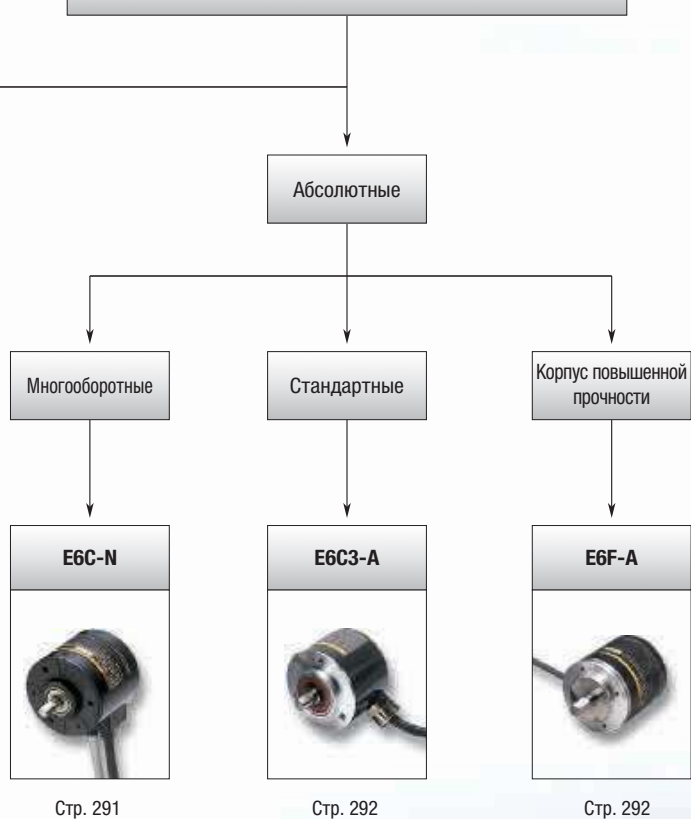 Абсолютные
Многооборотные
Стандартные
Корпус повышенной
прочности
E6C-N
E6C3-A
E6F-A
Стр. 291
Стр. 292
Стр. 292